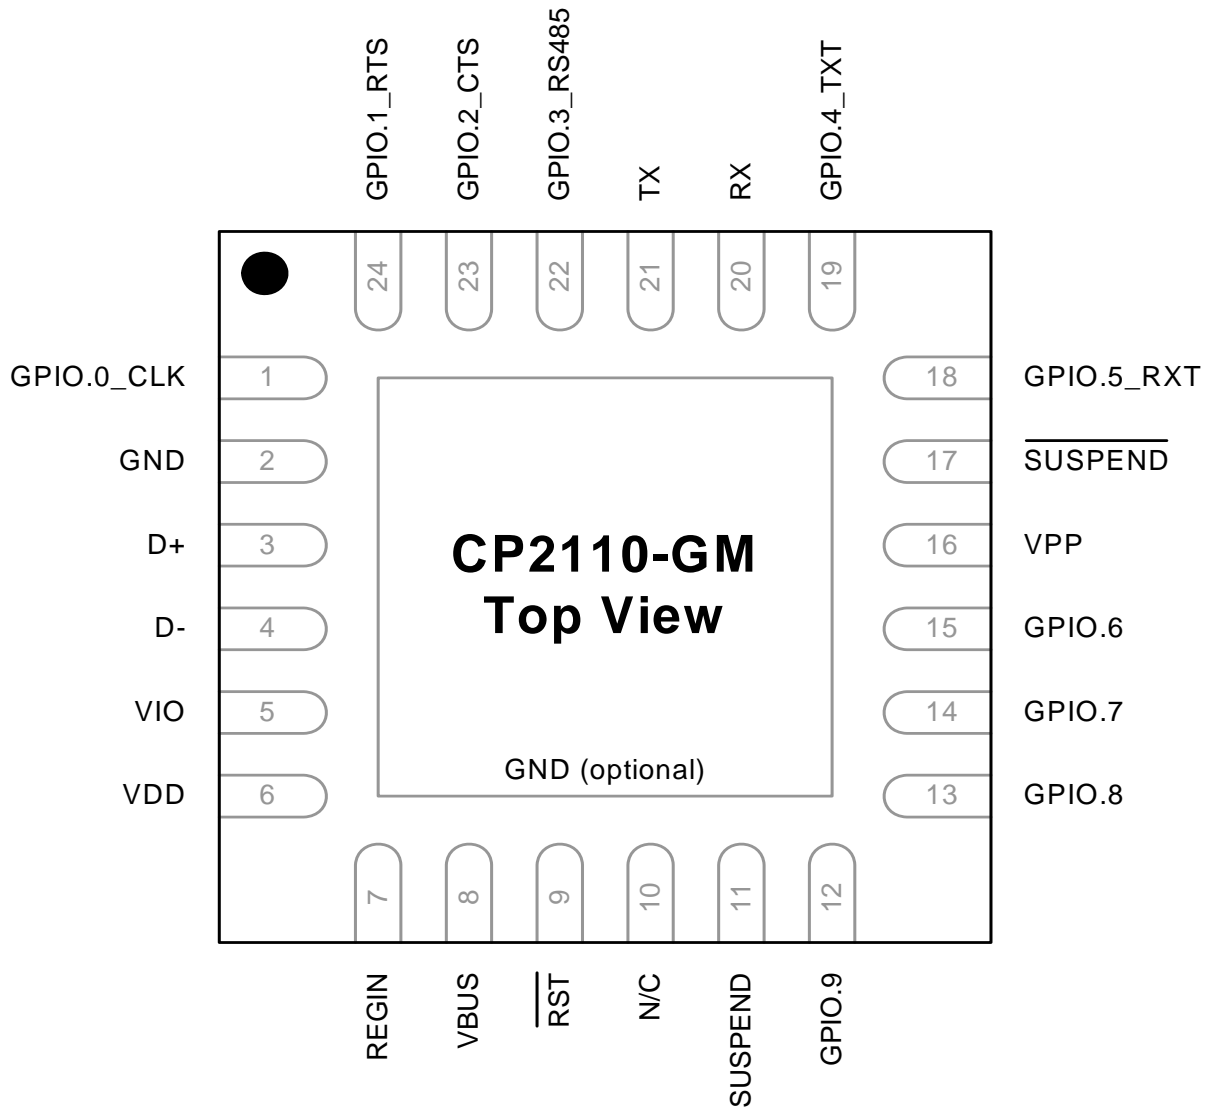 GPIO.1_RTS
GPIO.2_CTS
GPIO.3_RS485
TX
RX
GPIO.4_TXT
24
23
22
21
20
19
GPIO.0_CLK
1
18
GPIO.5_RXT
GND
2
17
S̅U̅S̅P̅E̅N̅D̅
D+
3
16
VPP
D-
4
15
GPIO.6
VIO
5
14
GPIO.7
VDD
6
13
GPIO.8
CP2110-GM
Top View
GND (optional)
7
8
9
10
11
12
REGIN
VBUS
R̅S̅T̅
N/C
SUSPEND
GPIO.9